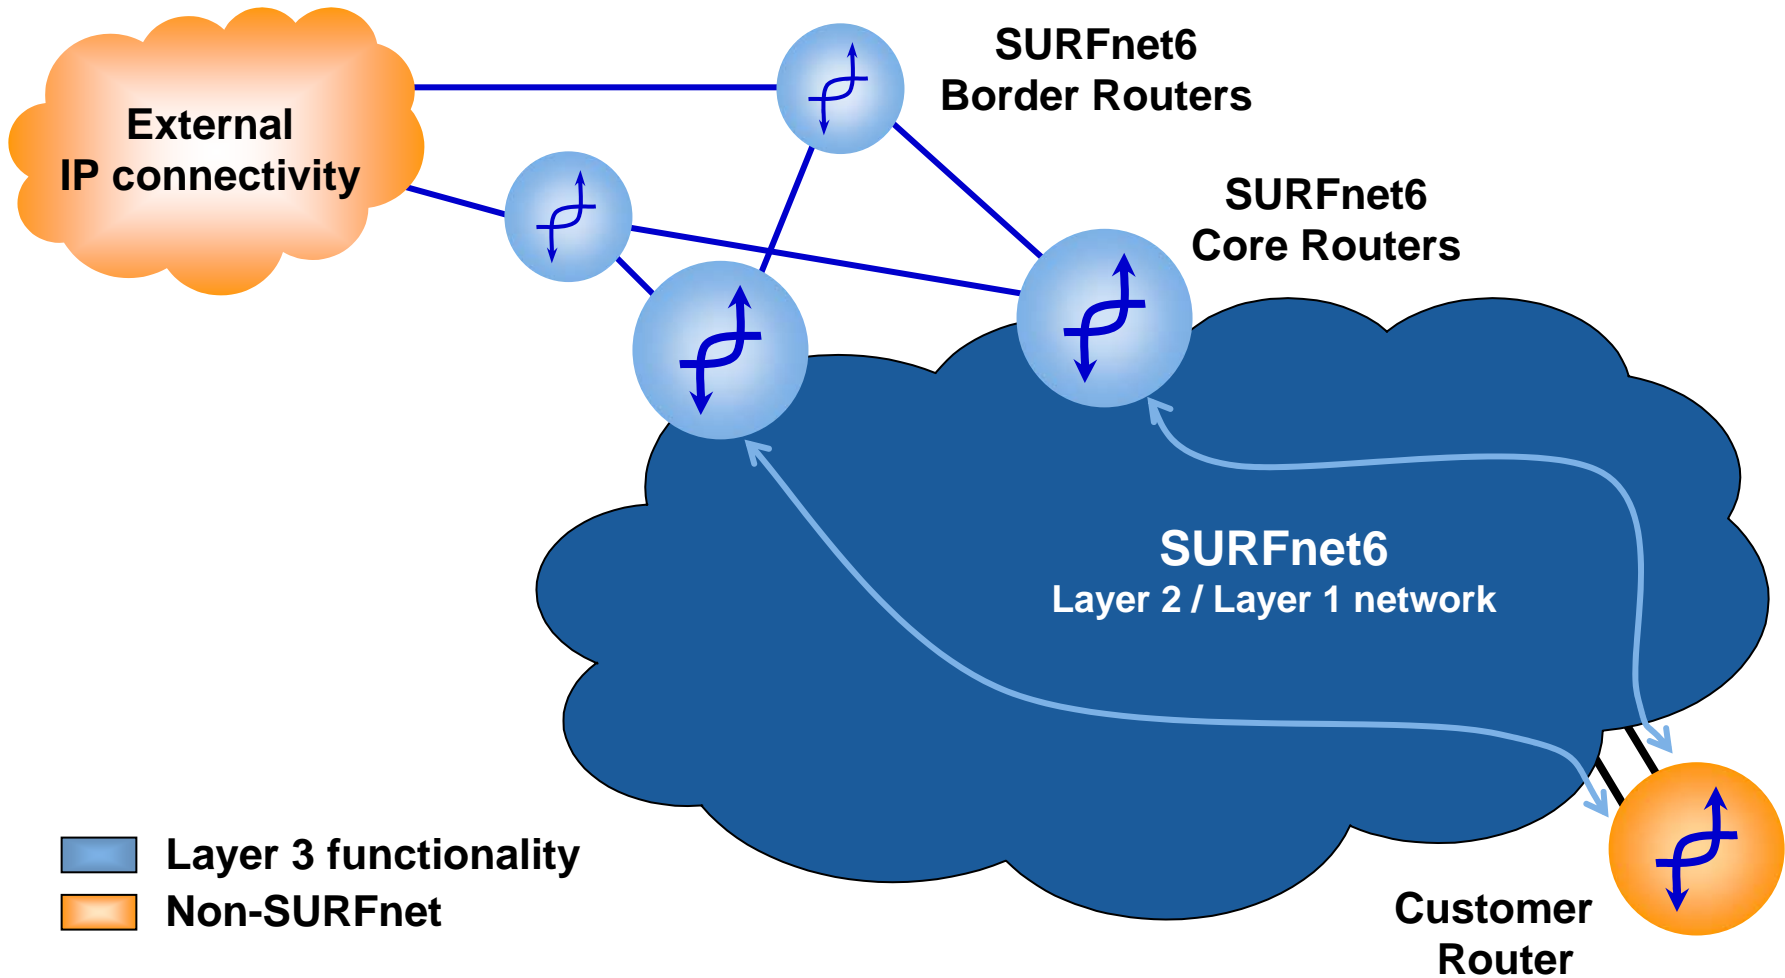 External
IP connectivity
SURFnet6
Border Routers
SURFnet6
Core Routers
SURFnet6
Layer 2 / Layer 1 network
Layer 3 functionality
Non-SURFnet
Customer
Router